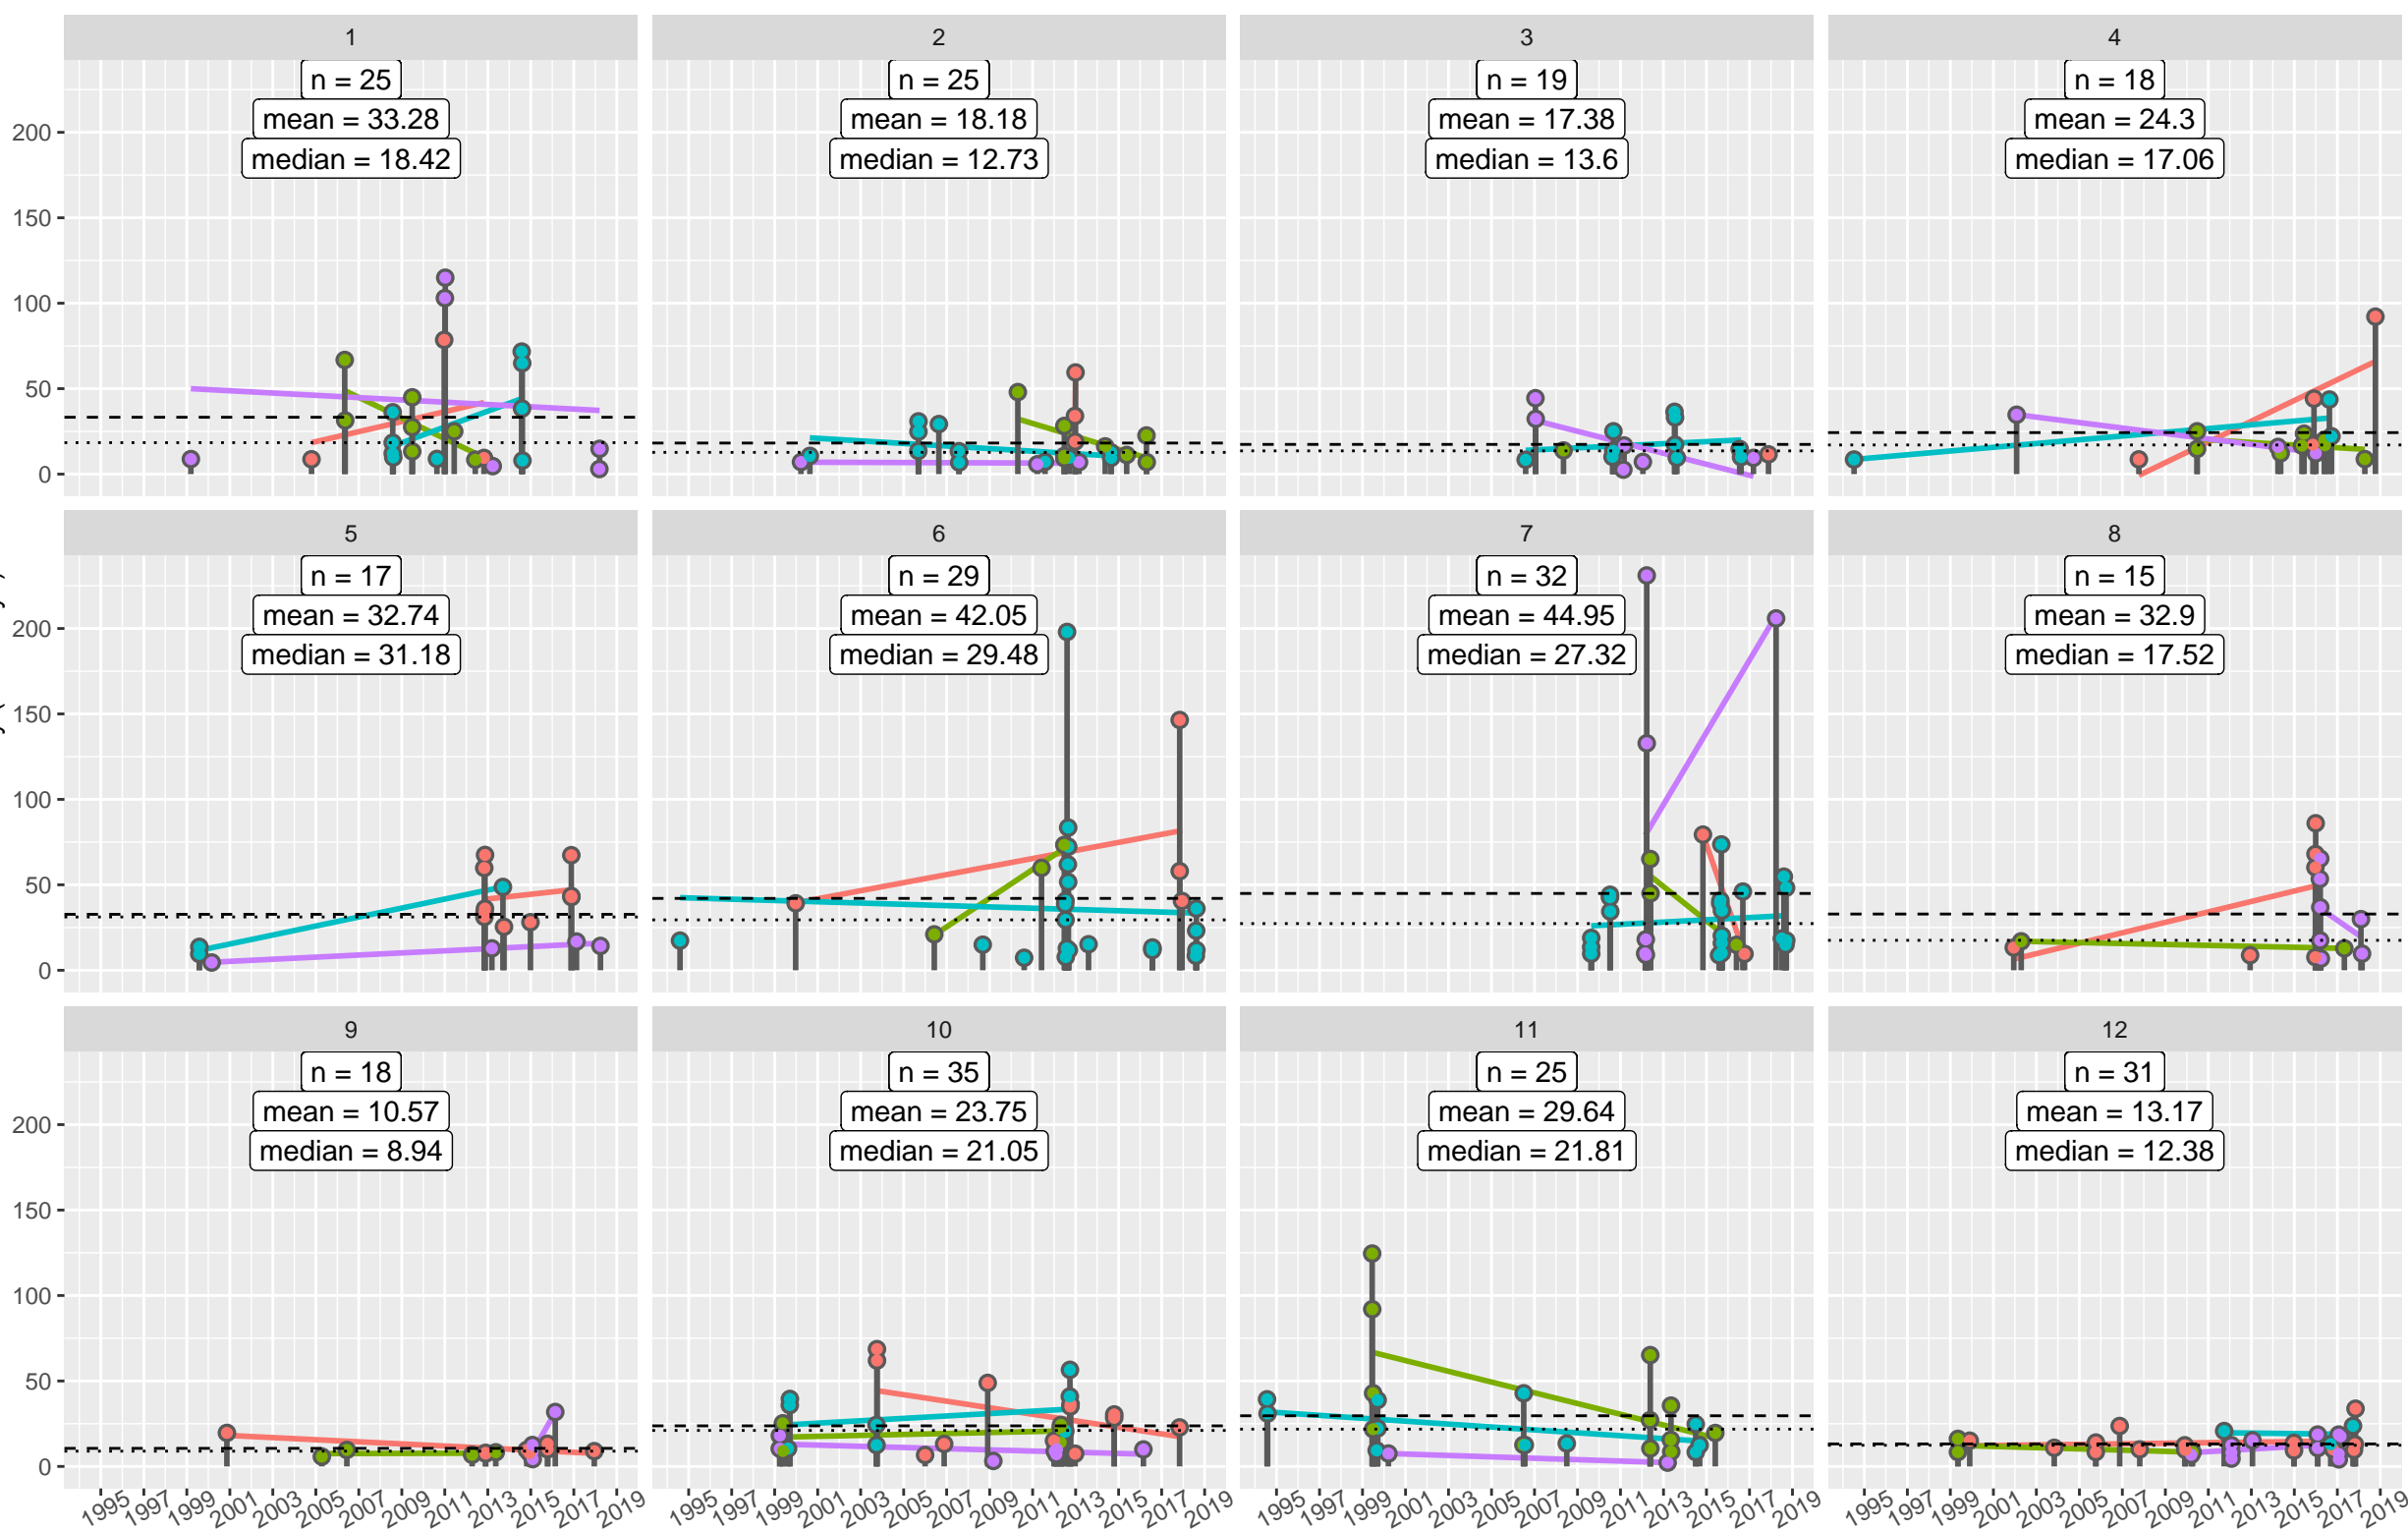 1 2 3 4
n = 25 n = 25 n = 19 n = 18
mean = 33.28 mean = 18.18 mean = 17.38 mean = 24.3
median = 18.42 median = 12.73 median = 13.6 median = 17.06
200
150
100
50
0
5 6 7 8
n = 17 n = 29 n = 32 n = 15
mean = 32.74 mean = 42.05 mean = 44.95 mean = 32.9
median = 31.18 median = 29.48 median = 27.32 median = 17.52
200
150
100
50
0
9 10 11 12
n = 18 n = 35 n = 25 n = 31
mean = 10.57 mean = 23.75 mean = 29.64 mean = 13.17
median = 8.94 median = 21.05 median = 21.81 median = 12.38
200
150
100
50
0
1995 1997 1999 2001 2003 2005 2007 2009 2011 2013 2015 2017 2019 1995 1997 1999 2001 2003 2005 2007 2009 2011 2013 2015 2017 2019 1995 1997 1999 2001 2003 2005 2007 2009 2011 2013 2015 2017 2019 1995 1997 1999 2001 2003 2005 2007 2009 2011 2013 2015 2017 2019